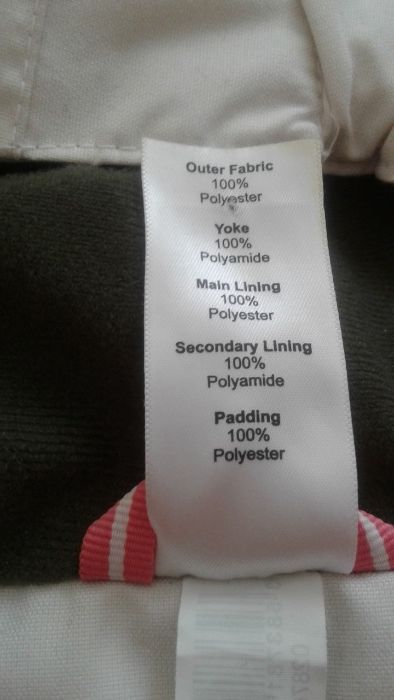 Outer Fabric
100%
Polyester
Yoke
100%
Polyamide
Main Lining
100%
Polyester
Secondary Lining
100%
Polyamide
Padding
100%
Polyester